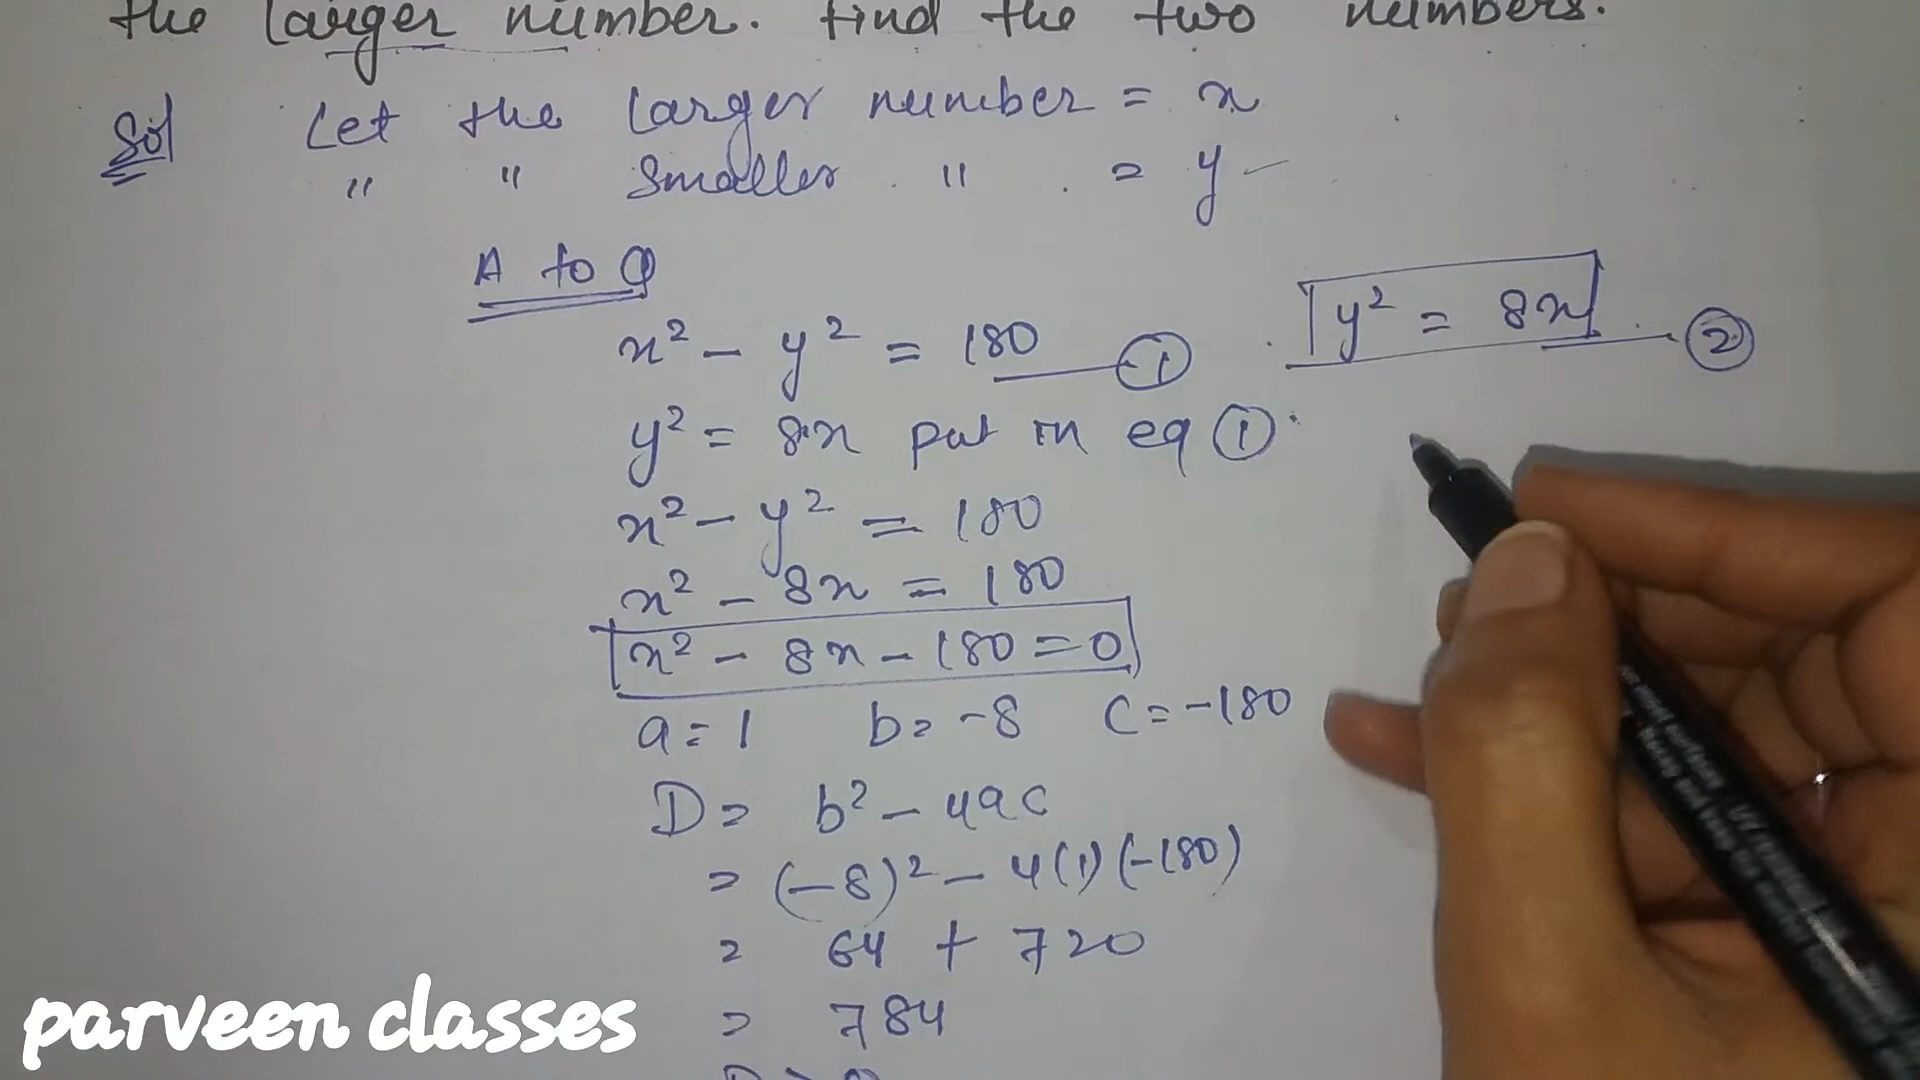 the larger number. find the two numbers.
Sol Let the larger number = x
" " Smaller " = y
A to Q
x² - y² = 180 ① y² = 8x ②
y² = 8x put in eq ①
x² - y² = 180
x² - 8x = 180
x² - 8x - 180 = 0
a = 1 b = -8 c = -180
D = b² - 4ac
= (-8)² - 4(1)(-180)
= 64 + 720
= 784
parveen classes